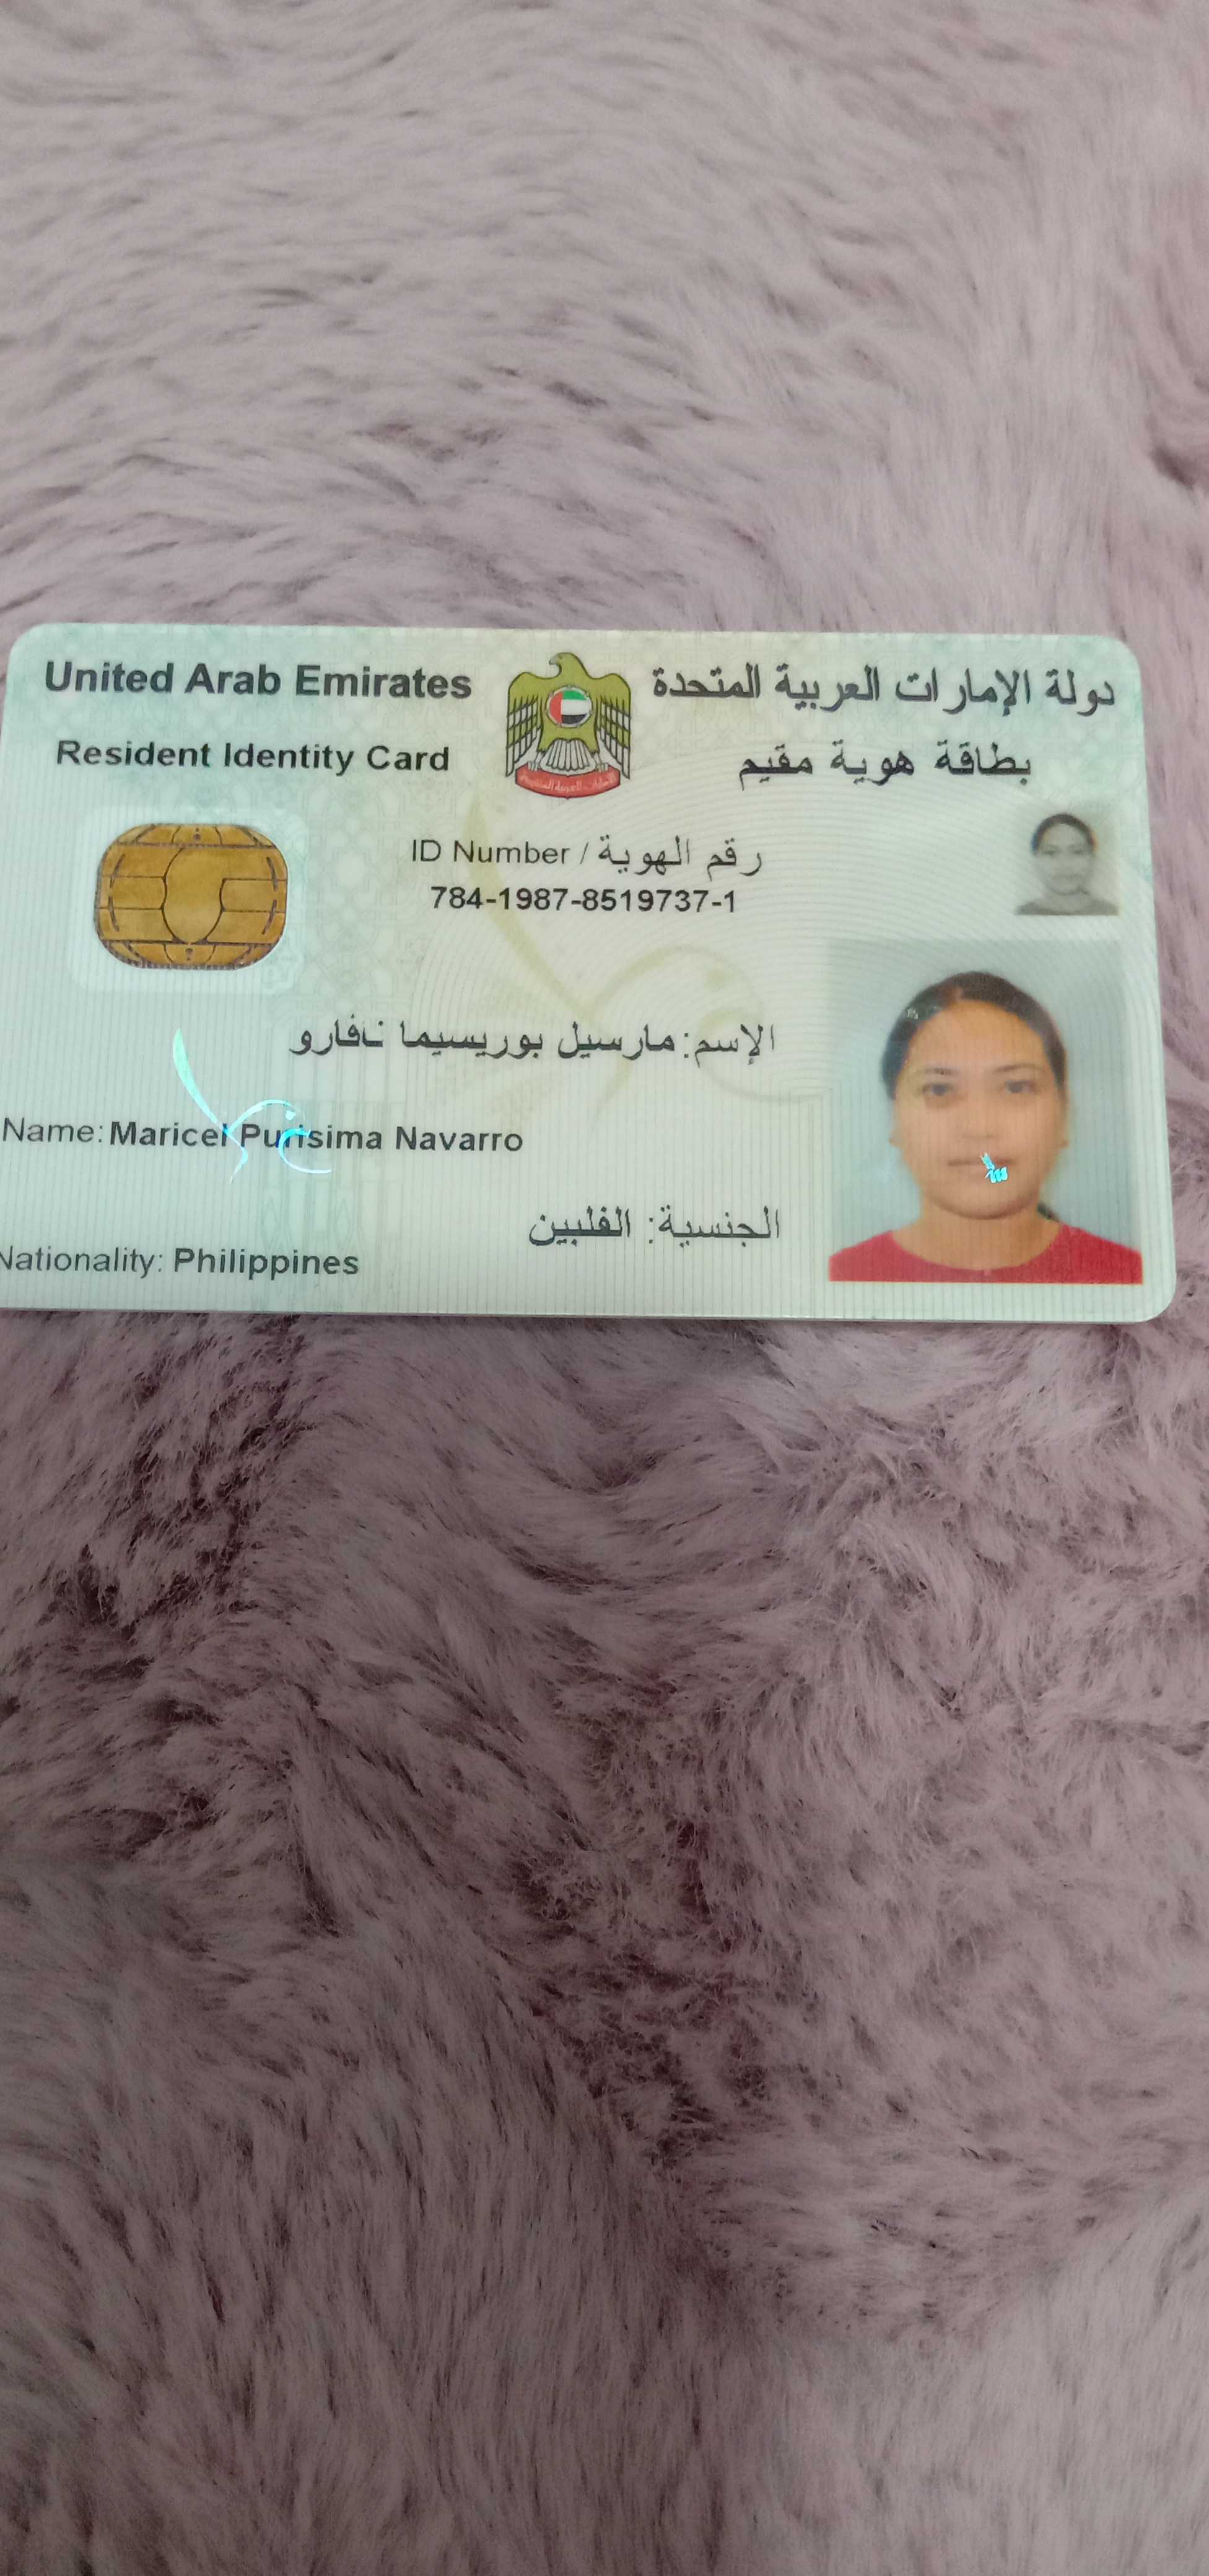 United Arab Emirates
دولة الإمارات العربية المتحدة
Resident Identity Card
بطاقة هوية مقيم
ID Number / رقم الهوية
784-1987-8519737-1
الإسم: مارسيل بوريسيما نافارو
Name: Maricel Purisima Navarro
الجنسية: الفلبين
Nationality: Philippines